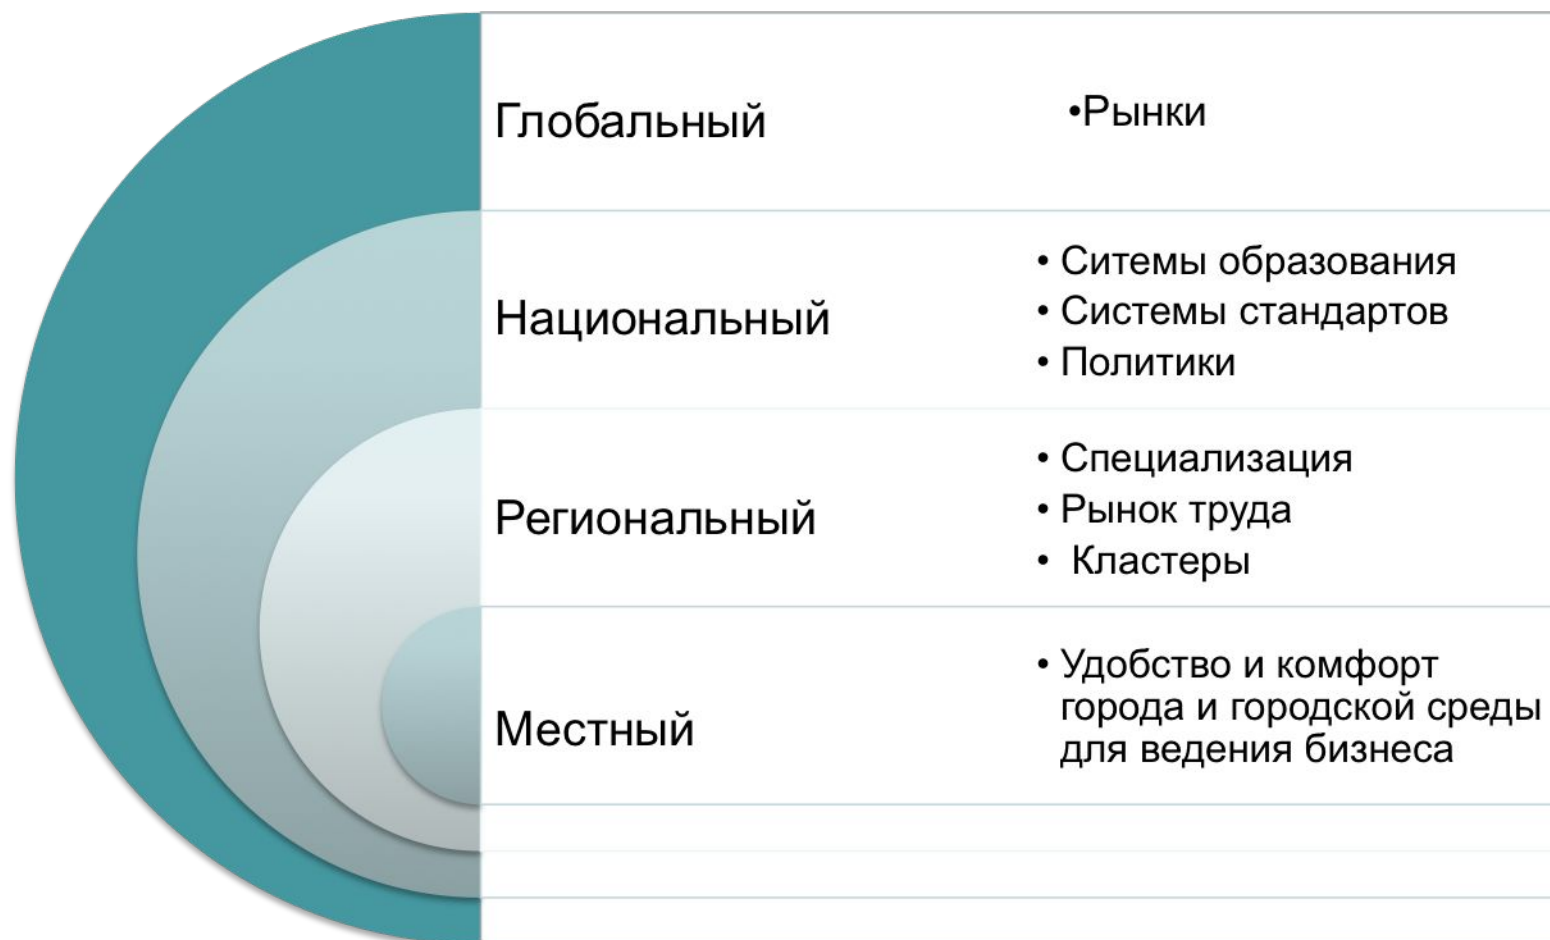 Глобальный
•Рынки
Национальный
• Ситемы образования
• Системы стандартов
• Политики
Региональный
• Специализация
• Рынок труда
• Кластеры
Местный
• Удобство и комфорт
города и городской среды
для ведения бизнеса